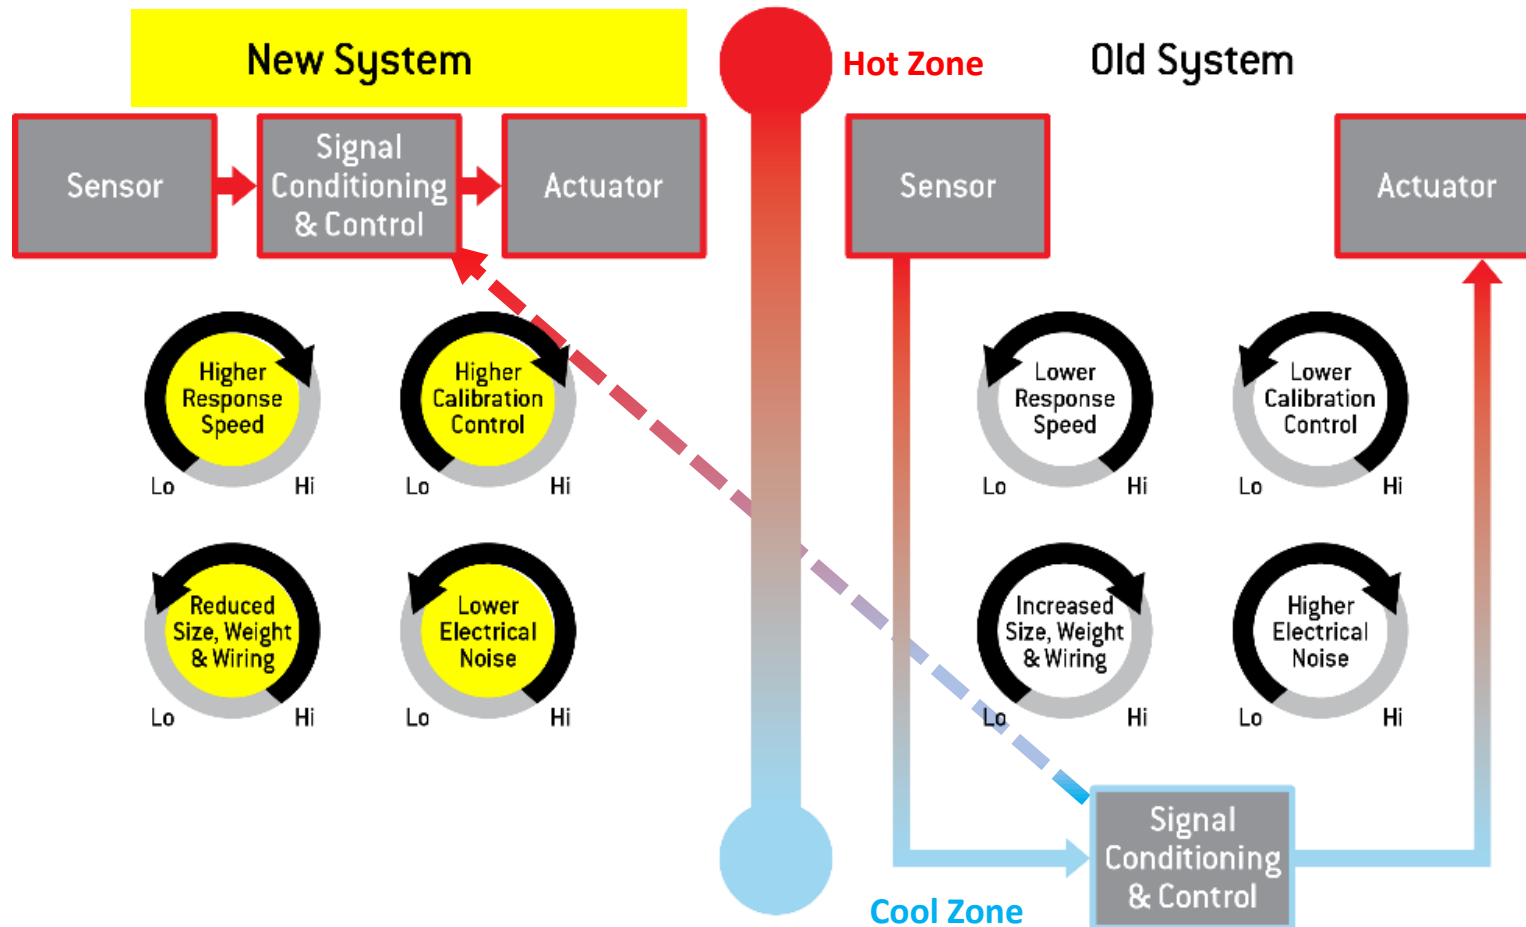 New System
Hot Zone
Old System
Sensor
Signal
Conditioning
& Control
Actuator
Sensor
Actuator
Higher
Response
Speed
Lo
Hi
Higher
Calibration
Control
Lo
Hi
Lower
Response
Speed
Lo
Hi
Lower
Calibration
Control
Lo
Hi
Reduced
Size, Weight
& Wiring
Lo
Hi
Lower
Electrical
Noise
Lo
Hi
Increased
Size, Weight
& Wiring
Lo
Hi
Higher
Electrical
Noise
Lo
Hi
Signal
Conditioning
& Control
Cool Zone